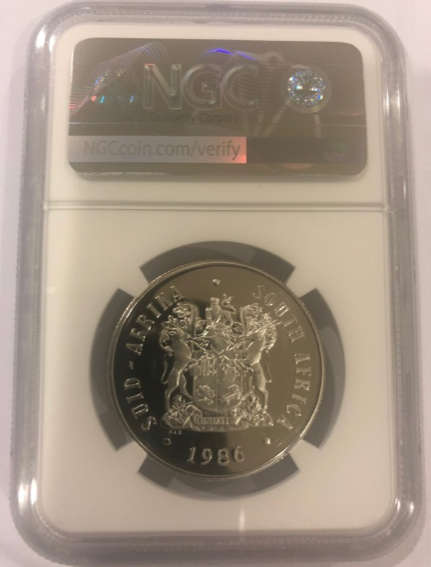 NGC
NGCcoin.com/verify
SUID-AFRIKA SOUTH AFRICA
1986